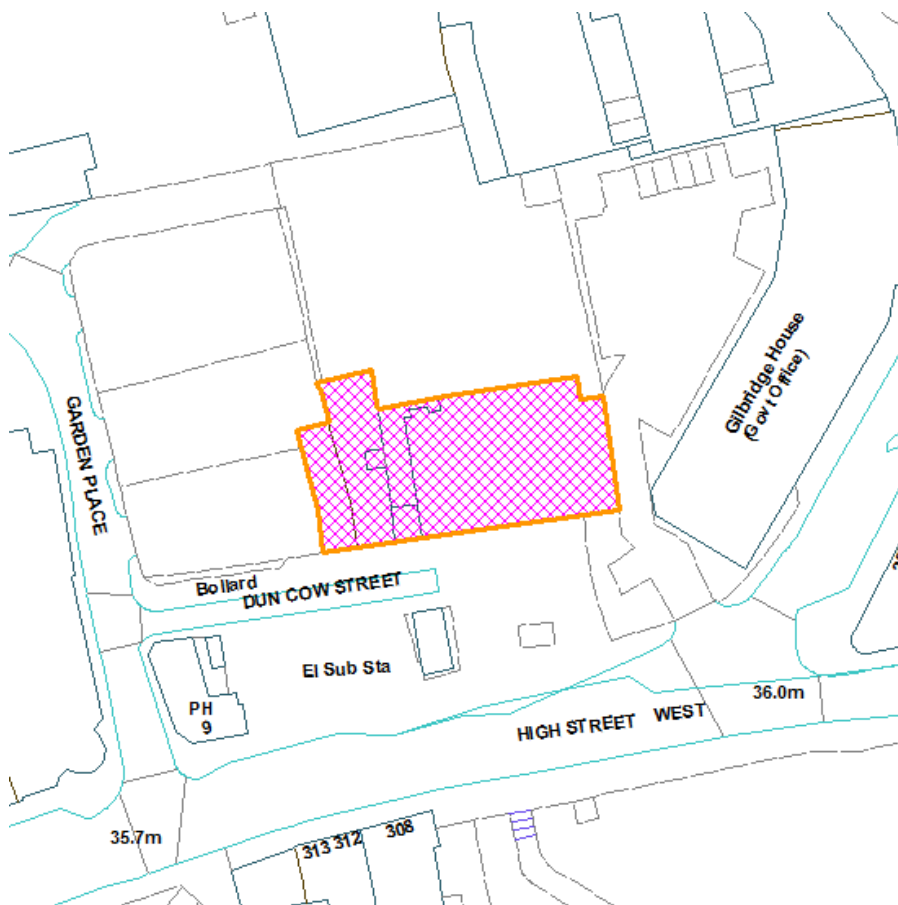 Gilbridge House
(Gov t Office)
GARDEN PLACE
Bollard
DUN COW STREET
El Sub Sta
PH
9
36.0m
HIGH STREET WEST
35.7m
313 312 308